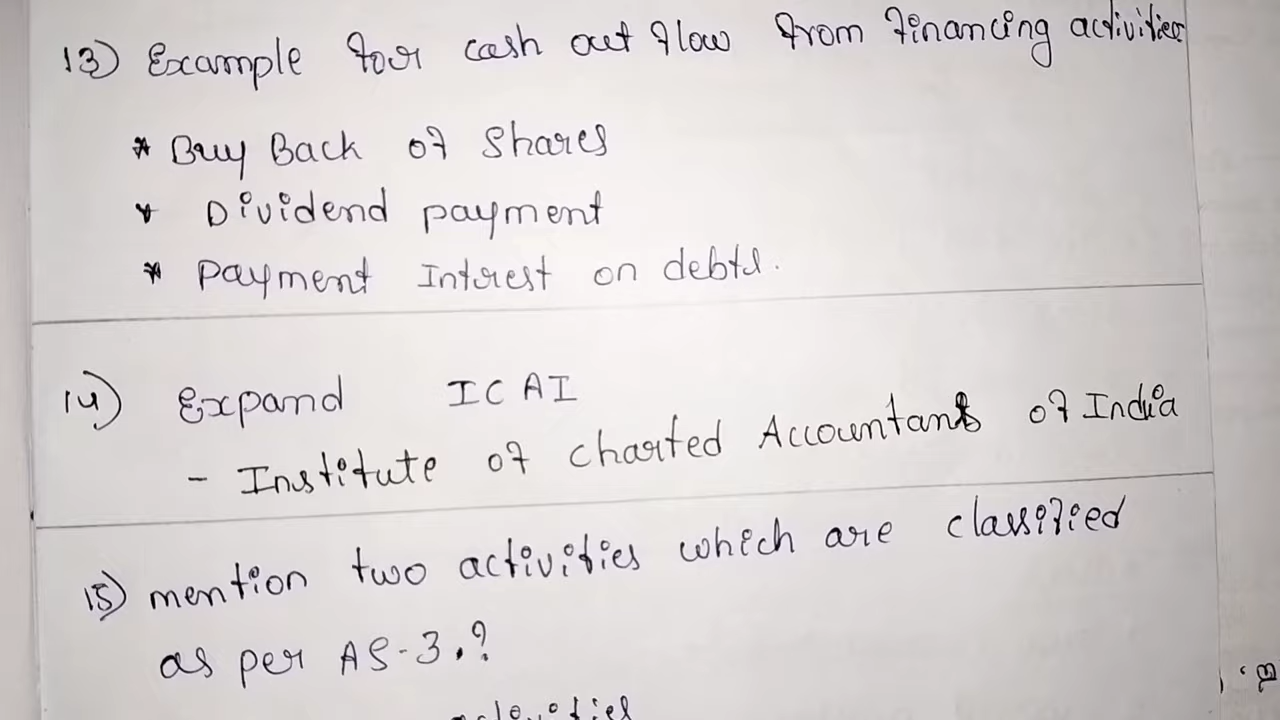 13) Example for cash out flow from financing activities
* Buy Back of Shares
* Dividend payment
* Payment Interest on debts.
14) Expand ICAI
- Institute of charted Accountants of India
15) mention two activities which are classified
as per AS-3.?